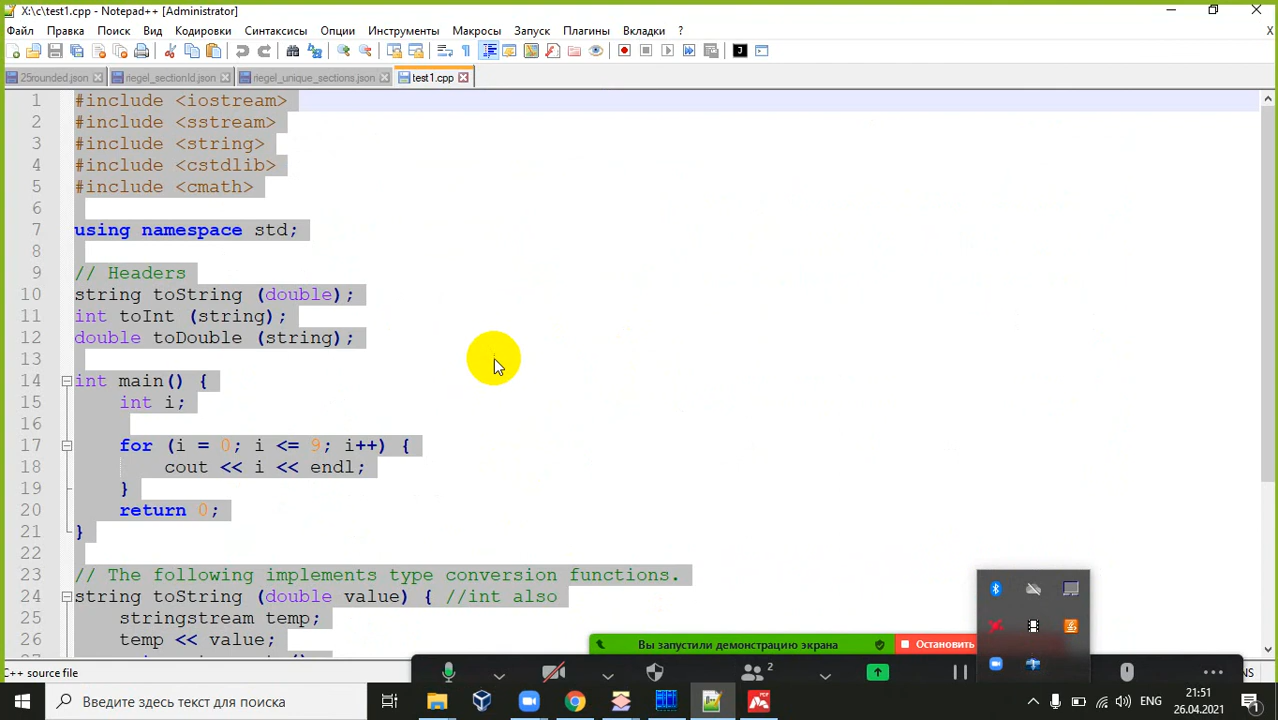 X:\c\test1.cpp - Notepad++ [Administrator]
Файл Правка Поиск Вид Кодировки Синтаксисы Опции Инструменты Макросы Запуск Плагины Вкладки ? X
25rounded.json riegel_sectionId.json riegel_unique_sections.json test1.cpp
1 #include <iostream>
2 #include <sstream>
3 #include <string>
4 #include <cstdlib>
5 #include <cmath>
6
7 using namespace std;
8
9 // Headers
10 string toString (double);
11 int toInt (string);
12 double toDouble (string);
13
14 int main() {
15 int i;
16
17 for (i = 0; i <= 9; i++) {
18 cout << i << endl;
19 }
20 return 0;
21 }
22
23 // The following implements type conversion functions.
24 string toString (double value) { //int also
25 stringstream temp;
26 temp << value;
Вы запустили демонстрацию экрана Остановить
C++ source file NS
2
Введите здесь текст для поиска
ENG
21:51
26.04.2021
1